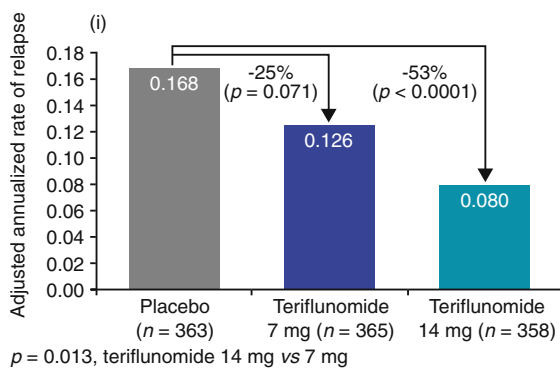 (i)
Adjusted annualized rate of relapse
0.18
0.16
0.14
0.12
0.10
0.08
0.06
0.04
0.02
0.00
-25%
(p = 0.071)
-53%
(p < 0.0001)
0.168
0.126
0.080
Placebo
(n = 363)
Teriflunomide
7 mg (n = 365)
Teriflunomide
14 mg (n = 358)
p = 0.013, teriflunomide 14 mg vs 7 mg